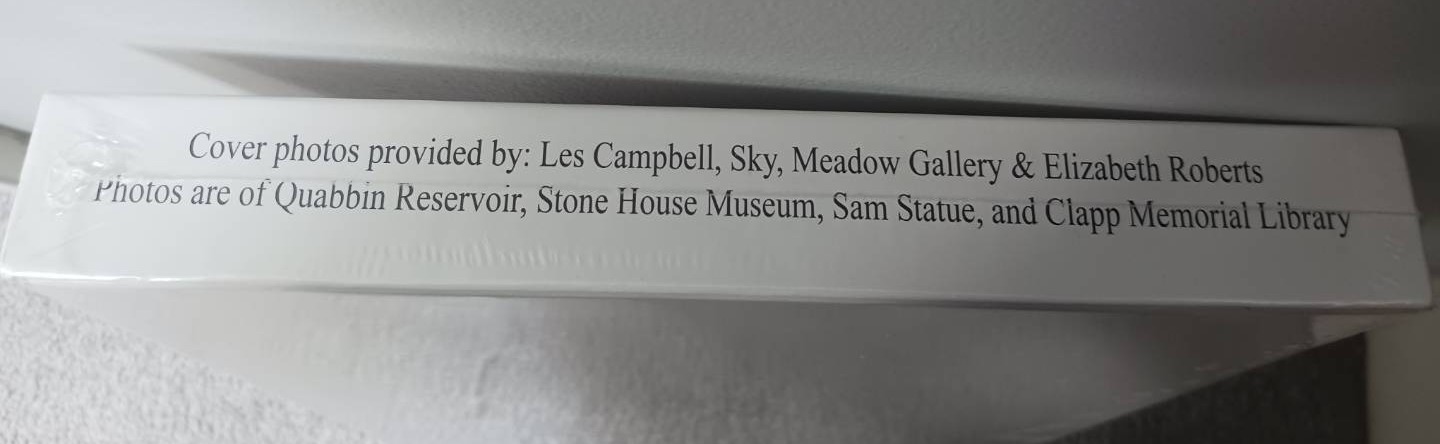 Cover photos provided by: Les Campbell, Sky, Meadow Gallery & Elizabeth Roberts
Photos are of Quabbin Reservoir, Stone House Museum, Sam Statue, and Clapp Memorial Library